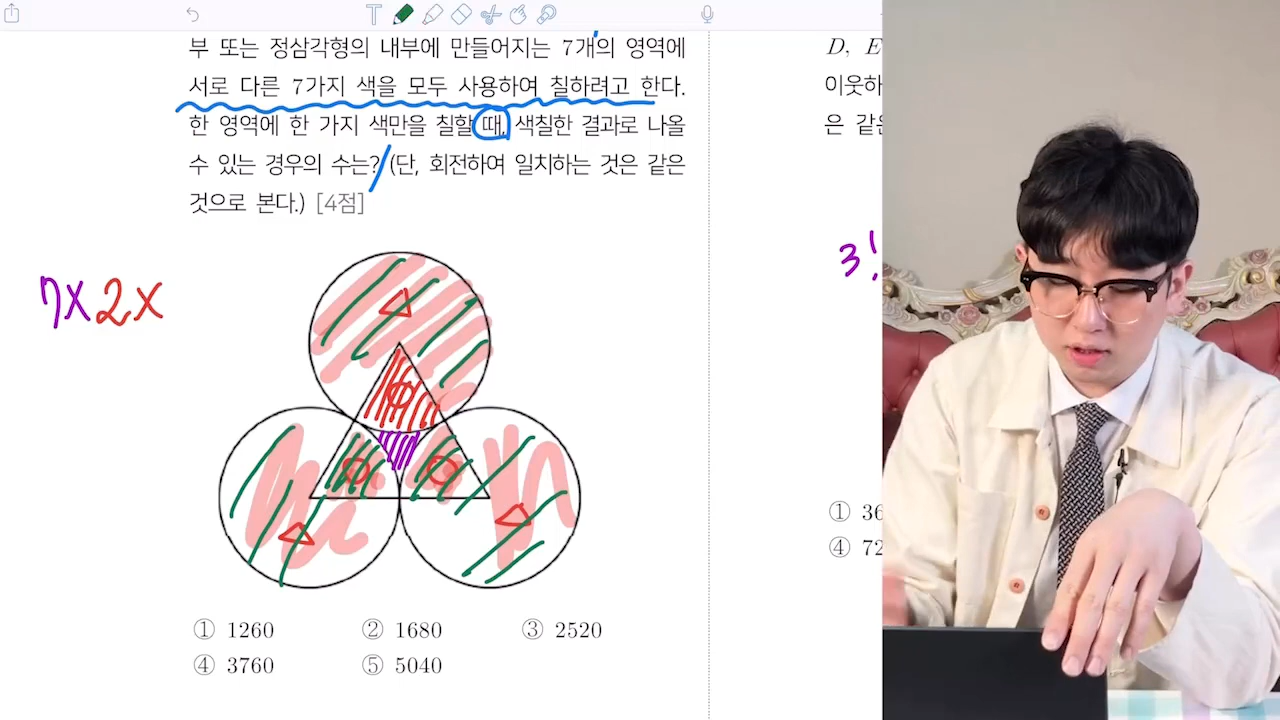 부 또는 정삼각형의 내부에 만들어지는 7개의 영역에
서로 다른 7가지 색을 모두 사용하여 칠하려고 한다.
한 영역에 한 가지 색만을 칠할 때, 색칠한 결과로 나올
수 있는 경우의 수는? (단, 회전하여 일치하는 것은 같은
것으로 본다.) [4점]
7×2×
① 1260 ② 1680 ③ 2520
④ 3760 ⑤ 5040
D, E
이웃하
은 같은
3!
① 36
④ 72